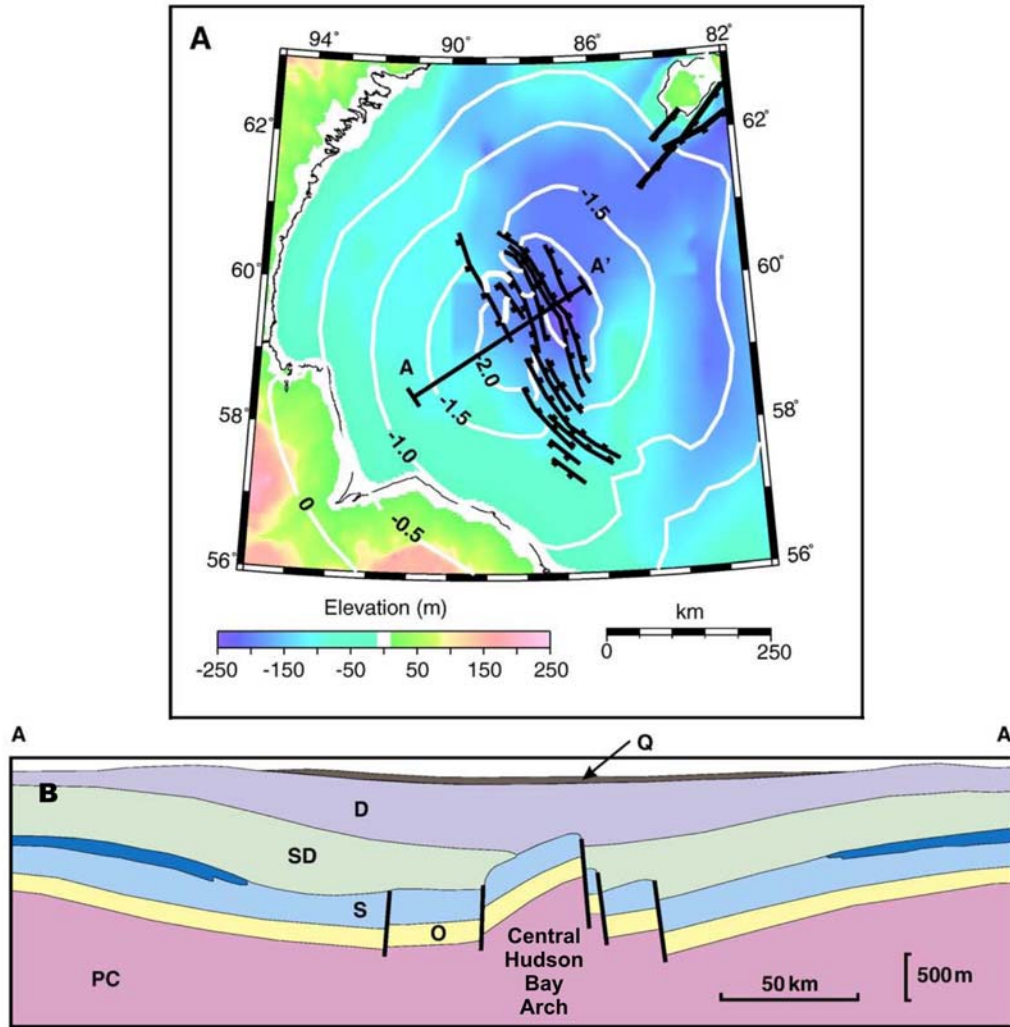 A
94°
90°
86°
82°
62°
62°
-1.5
60°
60°
A'
A
-2.0
58°
-1.5
58°
-1.0
0
-0.5
56°
56°
Elevation (m)
-250 -150 -50 50 150 250
km
0 250
A
Q
A
B
D
SD
S
O
PC
Central
Hudson
Bay
Arch
50 km
500 m